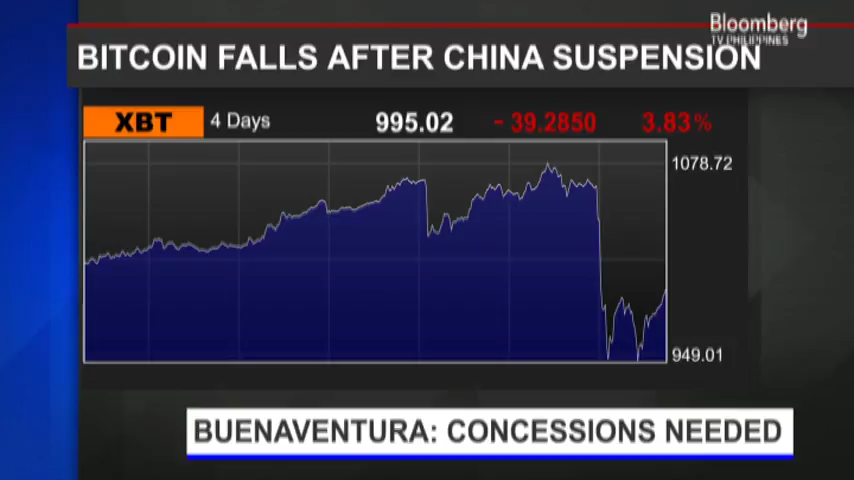 Bloomberg
TV PHILIPPINES
BITCOIN FALLS AFTER CHINA SUSPENSION
XBT 4 Days 995.02 - 39.2850 3.83%
1078.72
949.01
BUENAVENTURA: CONCESSIONS NEEDED